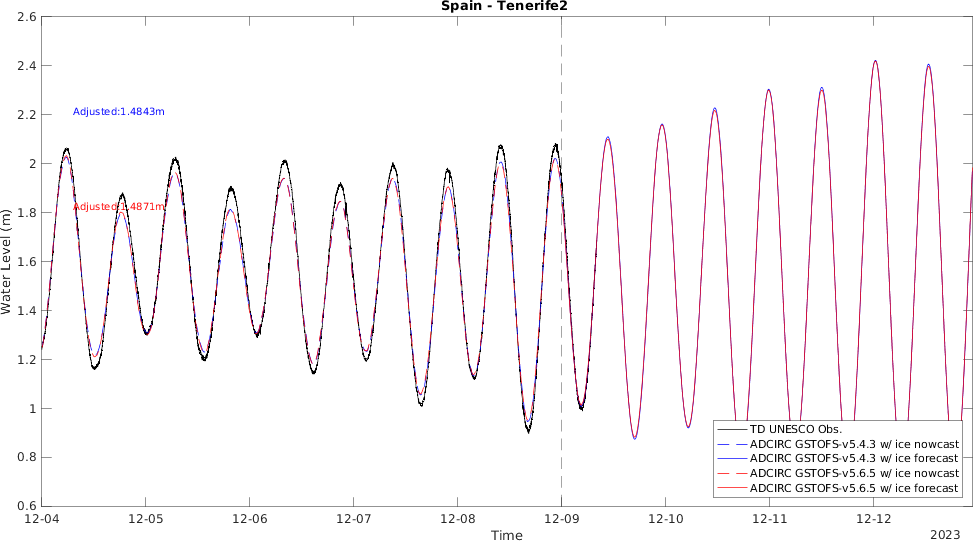 Spain - Tenerife2
2.6
2.4
2.2
2
1.8
1.6
1.4
1.2
1
0.8
0.6
Water Level (m)
Adjusted:1.4843m
Adjusted:1.4871m
TD UNESCO Obs.
ADCIRC GSTOFS-v5.4.3 w/ ice nowcast
ADCIRC GSTOFS-v5.4.3 w/ ice forecast
ADCIRC GSTOFS-v5.6.5 w/ ice nowcast
ADCIRC GSTOFS-v5.6.5 w/ ice forecast
12-04 12-05 12-06 12-07 12-08 12-09 12-10 12-11 12-12
Time
2023